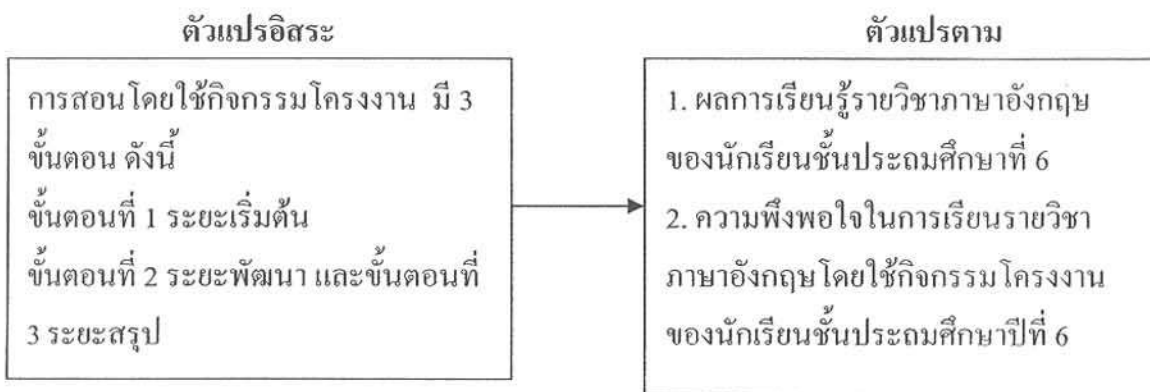 ตัวแปรอิสระ
การสอนโดยใช้กิจกรรมโครงงาน มี 3
ขั้นตอน ดังนี้
ขั้นตอนที่ 1 ระยะเริ่มต้น
ขั้นตอนที่ 2 ระยะพัฒนา และขั้นตอนที่
3 ระยะสรุป
ตัวแปรตาม
1. ผลการเรียนรู้รายวิชาภาษาอังกฤษ
ของนักเรียนชั้นประถมศึกษาที่ 6
2. ความพึงพอใจในการเรียนรายวิชา
ภาษาอังกฤษโดยใช้กิจกรรมโครงงาน
ของนักเรียนชั้นประถมศึกษาปีที่ 6